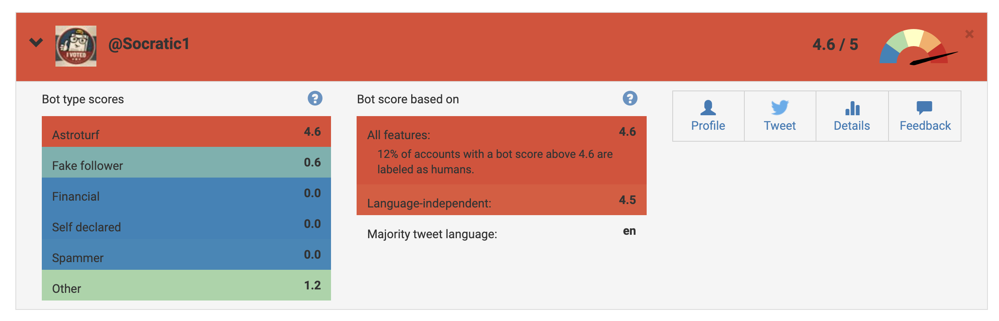 @Socratic1
I VOTED
4.6 / 5
×
Bot type scores
?
Astroturf 4.6
Fake follower 0.6
Financial 0.0
Self declared 0.0
Spammer 0.0
Other 1.2
Bot score based on
?
All features: 4.6
12% of accounts with a bot score above 4.6 are
labeled as humans.
Language-independent: 4.5
Majority tweet language: en
Profile
Tweet
Details
Feedback